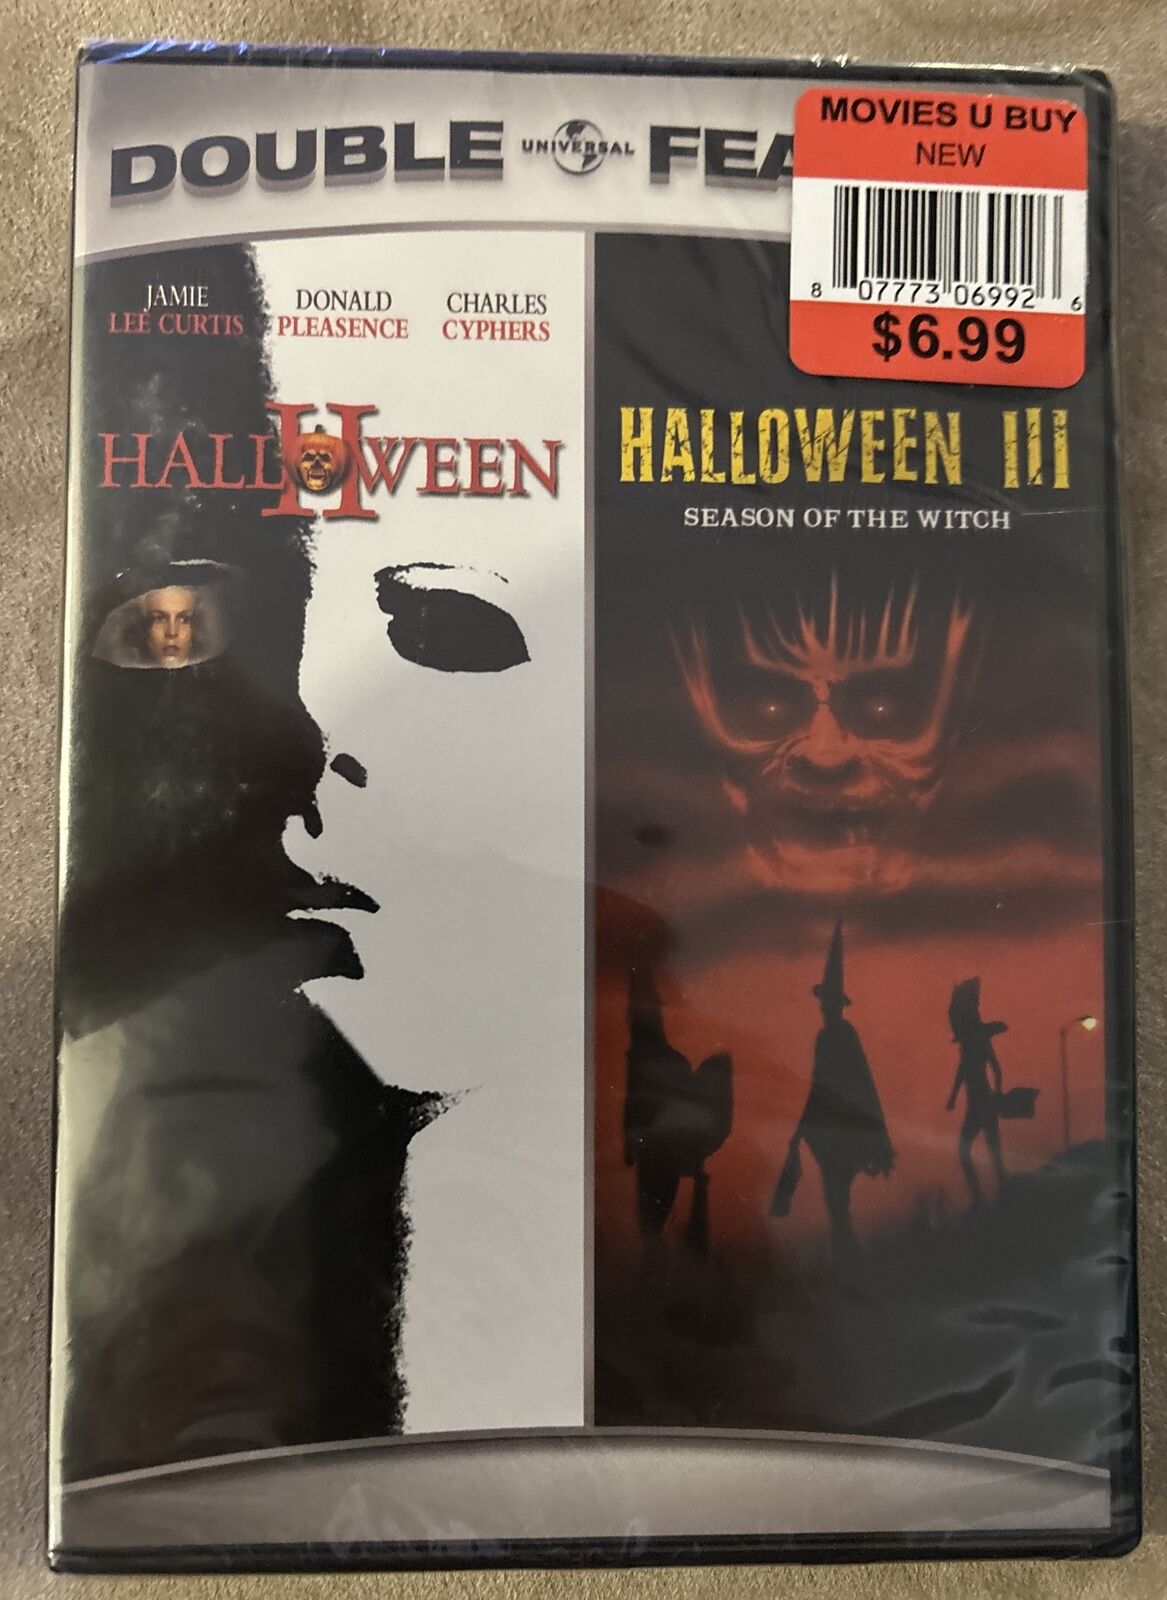 DOUBLE UNIVERSAL FEA
MOVIES U BUY
NEW
8 07773 06992 6
$6.99
JAMIE
LEE CURTIS
DONALD
PLEASENCE
CHARLES
CYPHERS
HALLOWEEN II
HALLOWEEN III
SEASON OF THE WITCH